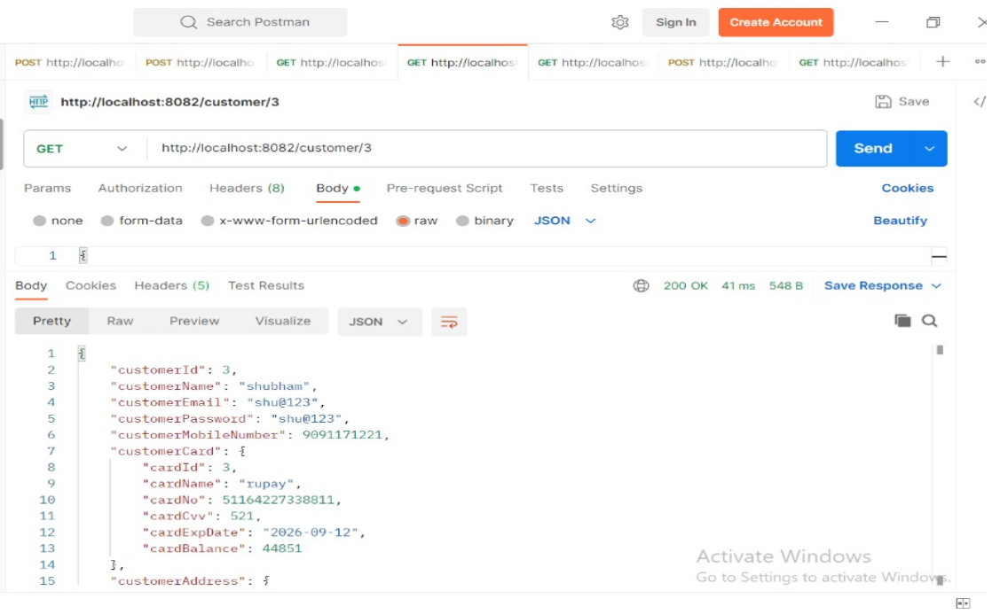 Search Postman Sign In Create Account
POST http://localho POST http://localho GET http://localhos GET http://localhos GET http://localhos POST http://localho GET http://localhos
HTTP http://localhost:8082/customer/3 Save </
GET http://localhost:8082/customer/3 Send
Params Authorization Headers (8) Body Pre-request Script Tests Settings Cookies
none form-data x-www-form-urlencoded raw binary JSON Beautify
1 {
Body Cookies Headers (5) Test Results 200 OK 41 ms 548 B Save Response
Pretty Raw Preview Visualize JSON
1 {
2 "customerId": 3,
3 "customerName": "shubham",
4 "customerEmail": "shu@123",
5 "customerPassword": "shu@123",
6 "customerMobileNumber": 9091171221,
7 "customerCard": {
8 "cardId": 3,
9 "cardName": "rupay",
10 "cardNo": 51164227338811,
11 "cardCvv": 521,
12 "cardExpDate": "2026-09-12",
13 "cardBalance": 44851
14 },
15 "customerAddress": {
Activate Windows
Go to Settings to activate Windows.